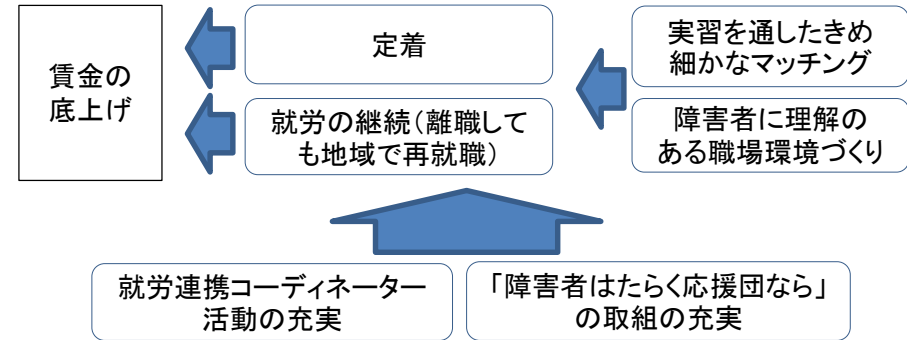 賃金の
底上げ
定着
就労の継続(離職して
も地域で再就職)
実習を通したきめ
細かなマッチング
障害者に理解の
ある職場環境づくり
就労連携コーディネーター
活動の充実
「障害者はたらく応援団なら」
の取組の充実